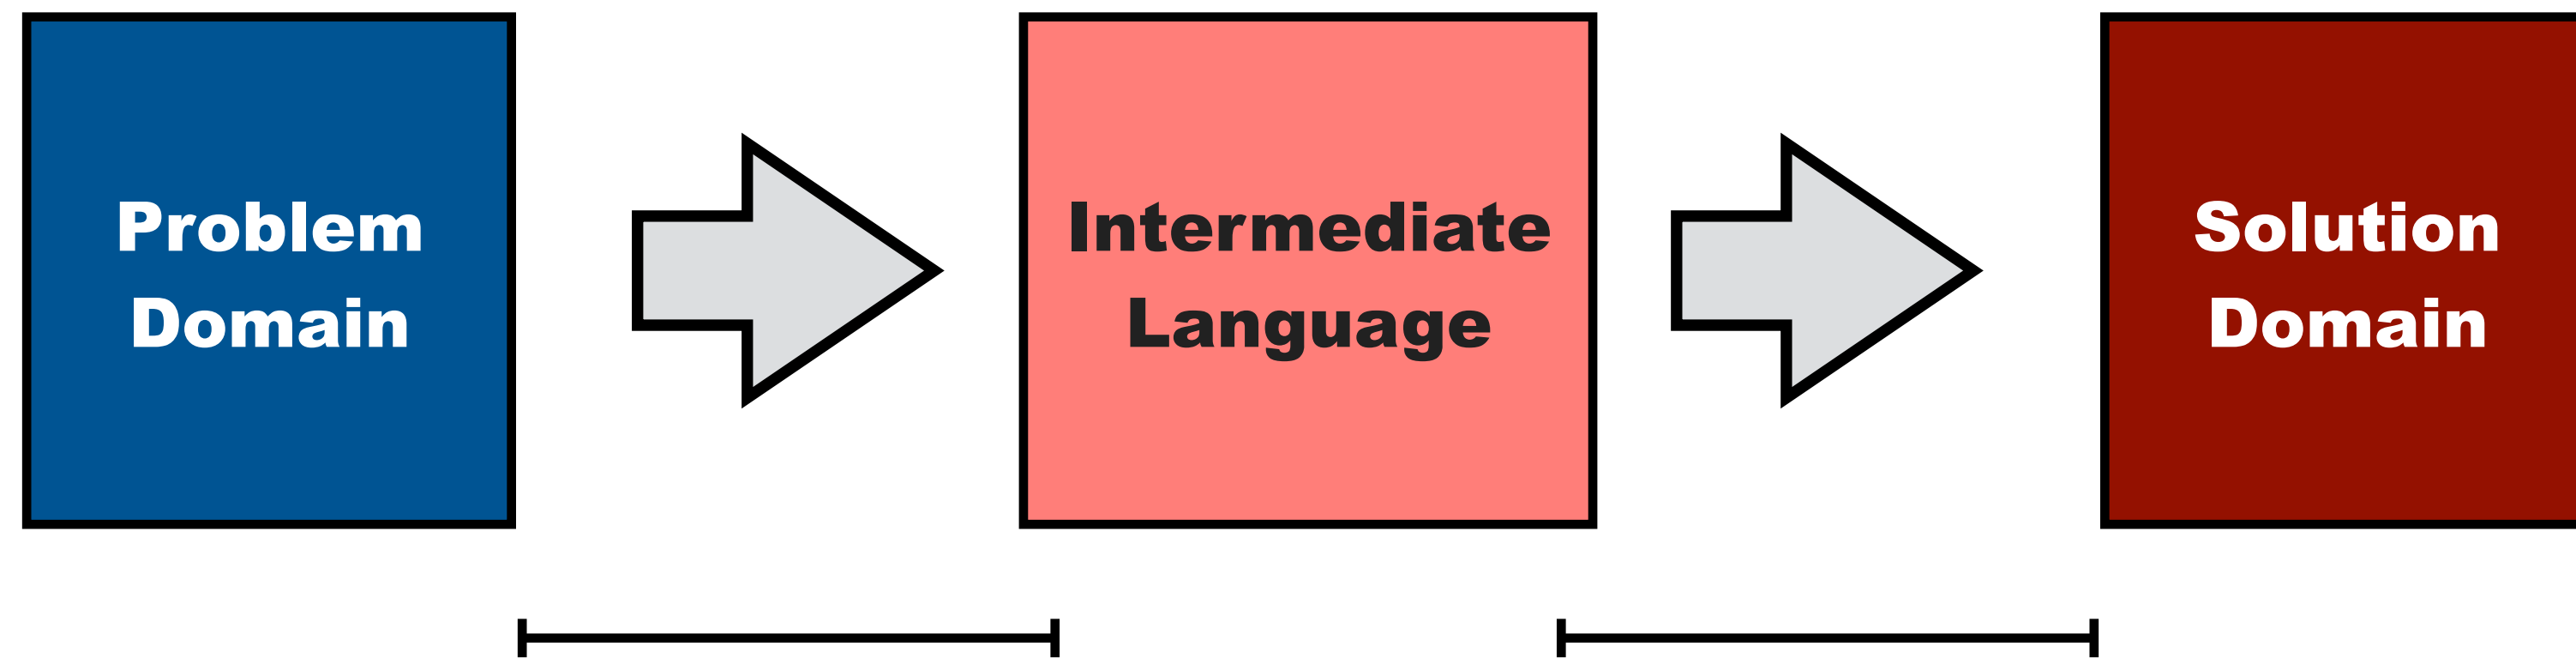 Problem
Domain
Intermediate
Language
Solution
Domain